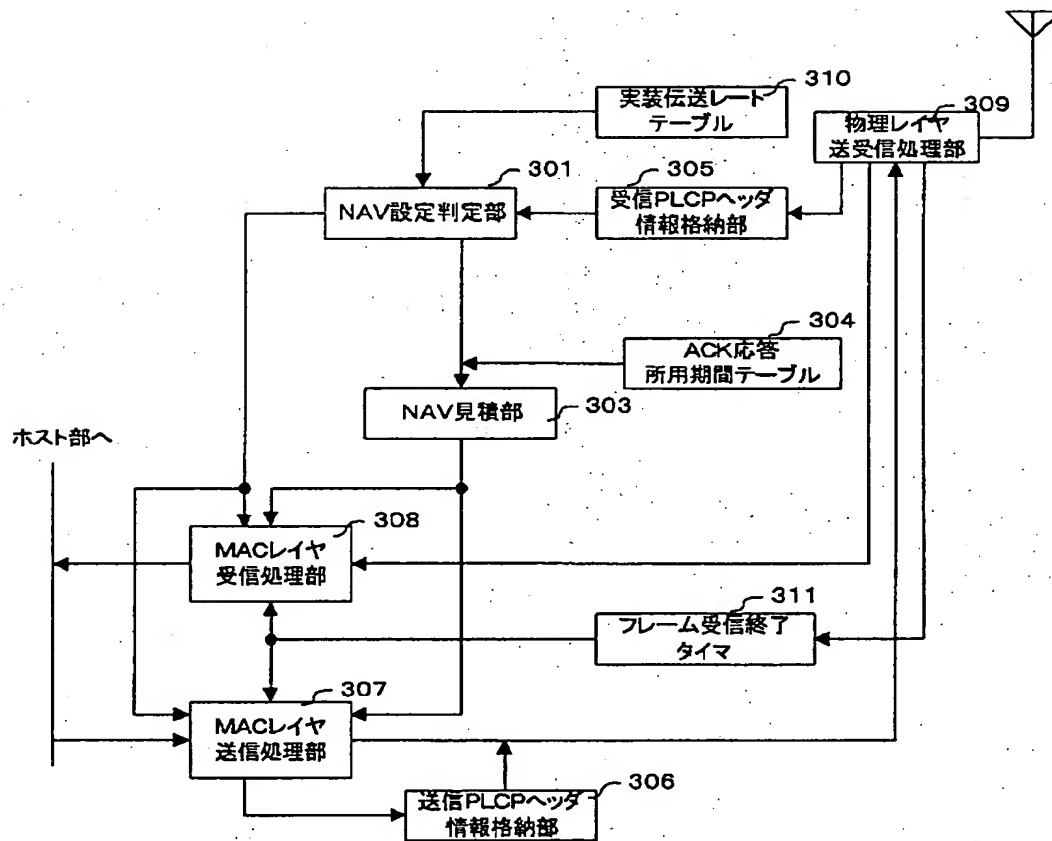 310
実装伝送レート
テーブル
309
物理レイヤ
送受信処理部
301
NAV設定判定部
305
受信PLCPヘッダ
情報格納部
304
ACK応答
所用期間テーブル
NAV見積部
303
ホスト部へ
308
MACレイヤ
受信処理部
311
フレーム受信終了
タイマ
307
MACレイヤ
送信処理部
306
送信PLCPヘッダ
情報格納部